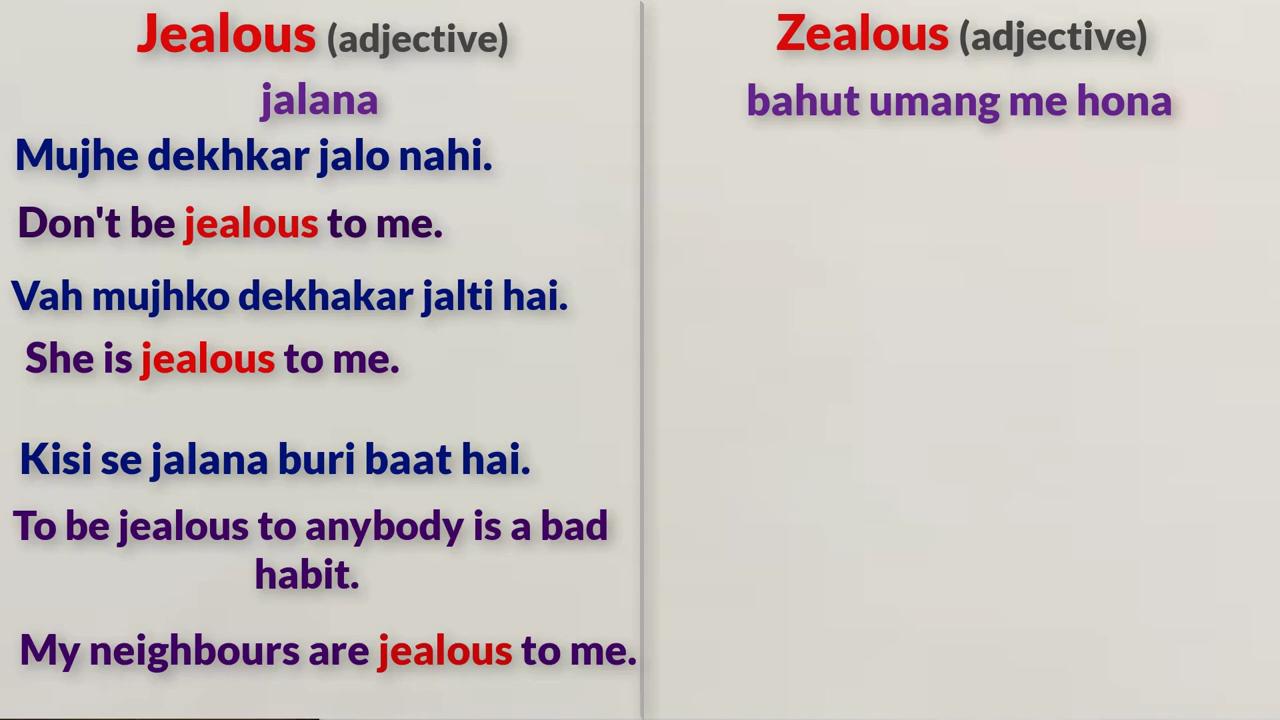 Jealous (adjective)
jalana
Mujhe dekhkar jalo nahi.
Don't be jealous to me.
Vah mujhko dekhakar jalti hai.
She is jealous to me.
Kisi se jalana buri baat hai.
To be jealous to anybody is a bad
habit.
My neighbours are jealous to me.
Zealous (adjective)
bahut umang me hona